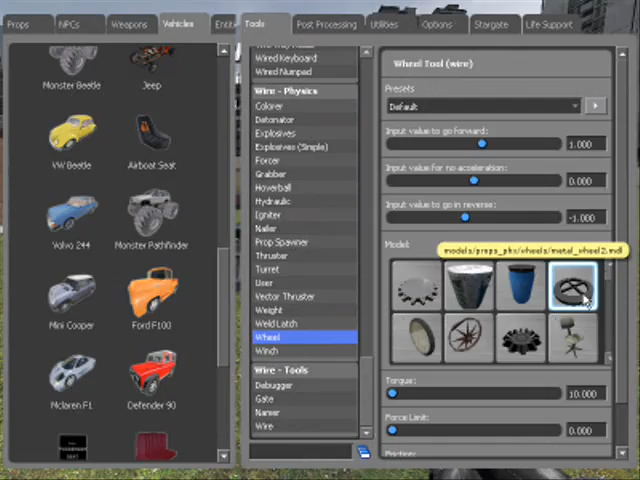 Props NPCs Weapons Vehicles Entit
Monster Beetle Jeep
VW Beetle Airboat Seat
Volvo 244 Monster Pathfinder
Mini Cooper Ford F100
Mclaren F1 Defender 90
Tools Post Processing Utilities Options Stargate Life Support
Wired Keyboard
Wired Numpad
Wire - Physics
Colorer
Detonator
Explosives
Explosives (Simple)
Forcer
Grabber
Hoverball
Hydraulic
Igniter
Nailer
Prop Spawner
Thruster
Turret
User
Vector Thruster
Weight
Weld Latch
Wheel
Winch
Wire - Tools
Debugger
Gate
Namer
Wire
Wheel Tool (wire)
Presets
Default
Input value to go forward:
1.000
Input value for no acceleration:
0.000
Input value to go in reverse:
-1.000
Model:
models/props_phx/wheels/metal_wheel2.mdl
Torque:
10.000
Force Limit:
0.000
Friction: